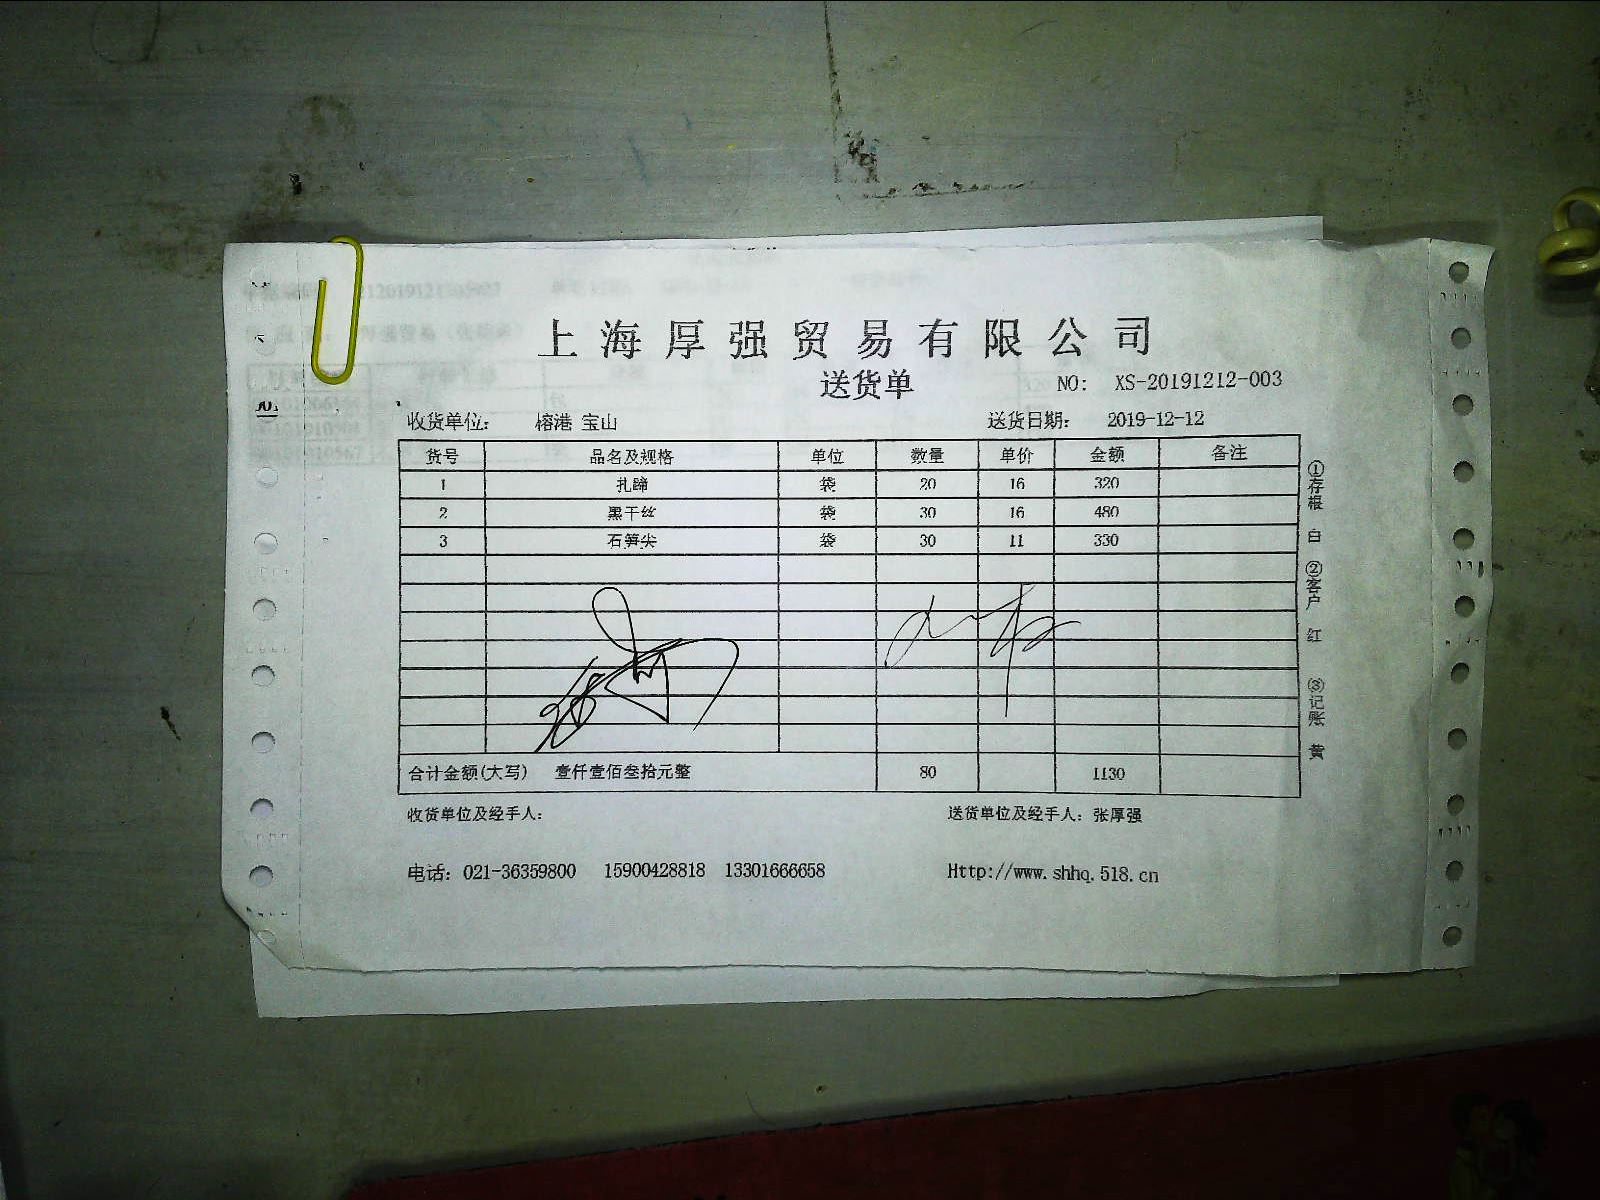 上海厚强贸易有限公司
送货单 NO: XS-20191212-003
收货单位: 榕港 宝山 送货日期: 2019-12-12
货号 品名及规格 单位 数量 单价 金额 备注
1 扎蹄 袋 20 16 320
2 黑干丝 袋 30 16 480
3 石笋尖 袋 30 11 330
合计金额(大写) 壹仟壹佰叁拾元整 80 1130
收货单位及经手人: 送货单位及经手人: 张厚强
电话: 021-36359800 15900428818 13301666658 Http://www.shhq.518.cn
①存根 白 ②客户 红 ③记账 黄